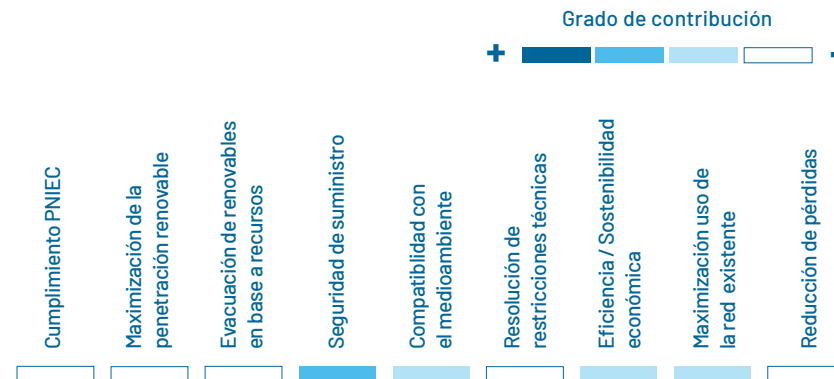 Grado de contribución
+ -
Cumplimiento PNIEC
Maximización de la
penetración renovable
Evacuación de renovables
en base a recursos
Seguridad de suministro
Compatiblidad con
el medioambiente
Resolución de
restricciones técnicas
Eficiencia / Sostenibilidad
económica
Maximización uso de
la red existente
Reducción de pérdidas